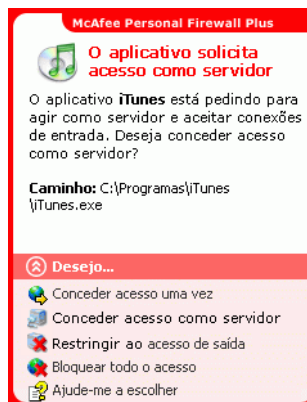 McAfee Personal Firewall Plus
O aplicativo solicita
acesso como servidor
O aplicativo iTunes está pedindo para
agir como servidor e aceitar conexões
de entrada. Deseja conceder acesso
como servidor?
Caminho: C:\Programas\iTunes
\iTunes.exe
Desejo...
Conceder acesso uma vez
Conceder acesso como servidor
Restringir ao acesso de saída
Bloquear todo o acesso
Ajude-me a escolher